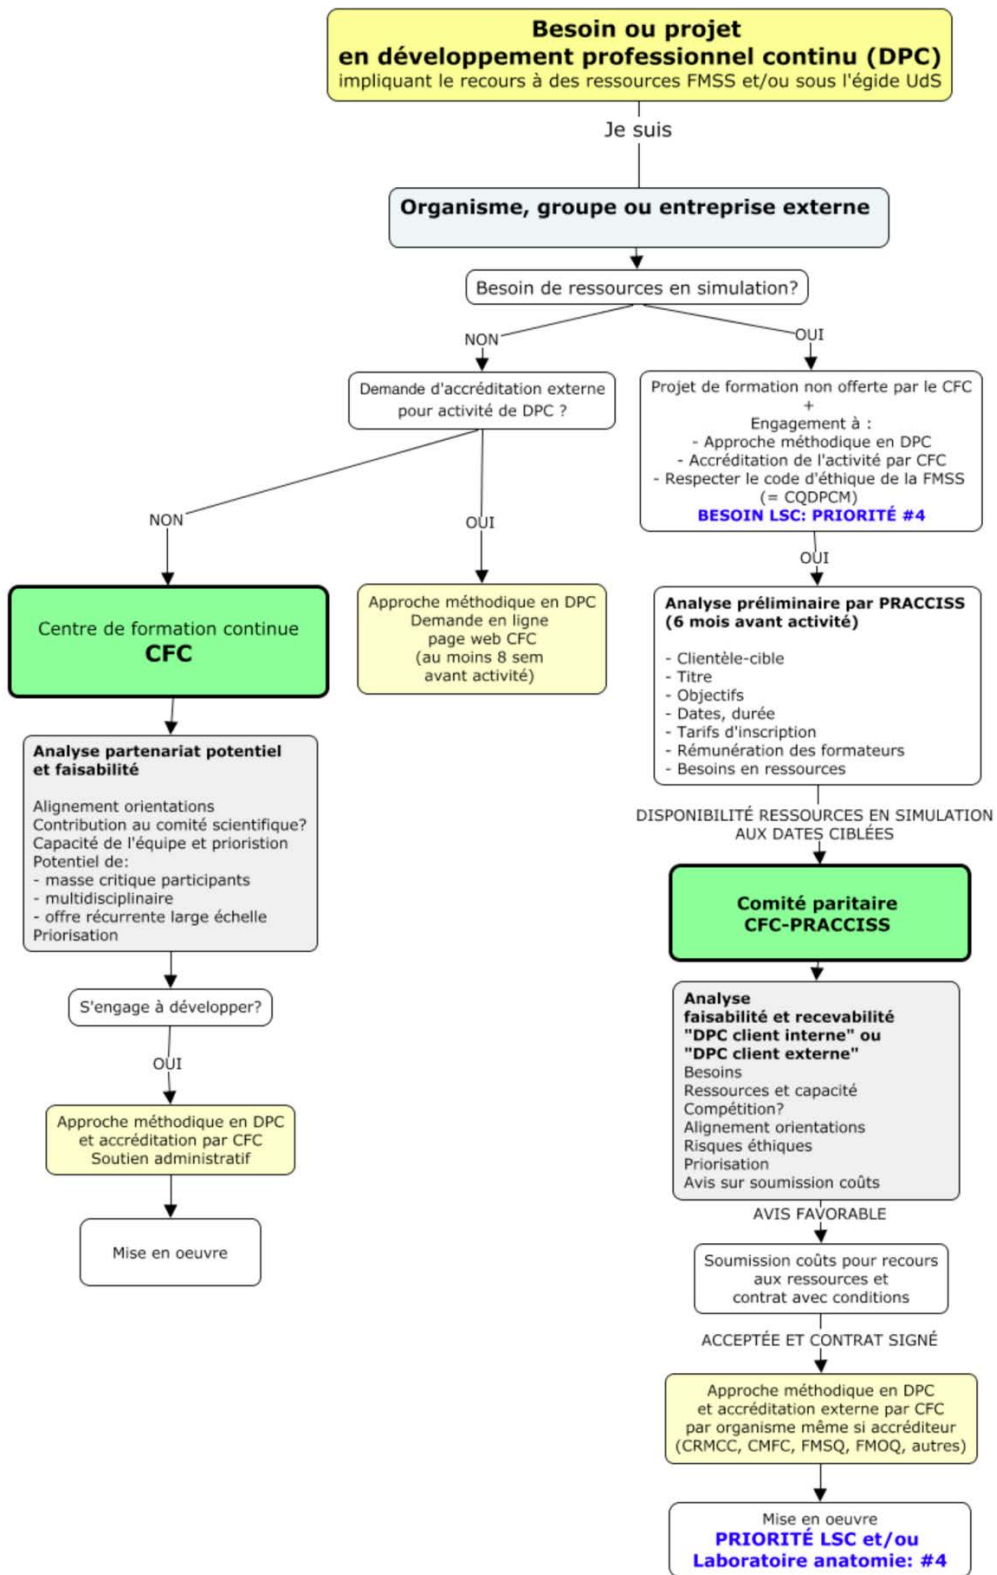 Besoin ou projet
en développement professionnel continu (DPC)
impliquant le recours à des ressources FMSS et/ou sous l'égide UdS
Je suis
Organisme, groupe ou entreprise externe
Besoin de ressources en simulation?
NON
OUI
Demande d'accréditation externe
pour activité de DPC ?
Projet de formation non offerte par le CFC
+
Engagement à :
- Approche méthodique en DPC
- Accréditation de l'activité par CFC
- Respecter le code d'éthique de la FMSS
(= CQDPCM)
BESOIN LSC: PRIORITÉ #4
NON
OUI
OUI
Centre de formation continue
CFC
Approche méthodique en DPC
Demande en ligne
page web CFC
(au moins 8 sem
avant activité)
Analyse préliminaire par PRACCISS
(6 mois avant activité)
- Clientèle-cible
- Titre
- Objectifs
- Dates, durée
- Tarifs d'inscription
- Rémunération des formateurs
- Besoins en ressources
Analyse partenariat potentiel
et faisabilité
Alignement orientations
Contribution au comité scientifique?
Capacité de l'équipe et prioristion
Potentiel de:
- masse critique participants
- multidisciplinaire
- offre récurrente large échelle
Priorisation
DISPONIBILITÉ RESSOURCES EN SIMULATION
AUX DATES CIBLÉES
Comité paritaire
CFC-PRACCISS
S'engage à développer?
OUI
Analyse
faisabilité et recevabilité
"DPC client interne" ou
"DPC client externe"
Besoins
Ressources et capacité
Compétition?
Alignement orientations
Risques éthiques
Priorisation
Avis sur soumission coûts
Approche méthodique en DPC
et accréditation par CFC
Soutien administratif
Mise en oeuvre
AVIS FAVORABLE
Soumission coûts pour recours
aux ressources et
contrat avec conditions
ACCEPTÉE ET CONTRAT SIGNÉ
Approche méthodique en DPC
et accréditation externe par CFC
par organisme même si accréditeur
(CRMCC, CMFC, FMSQ, FMOQ, autres)
Mise en oeuvre
PRIORITÉ LSC et/ou
Laboratoire anatomie: #4